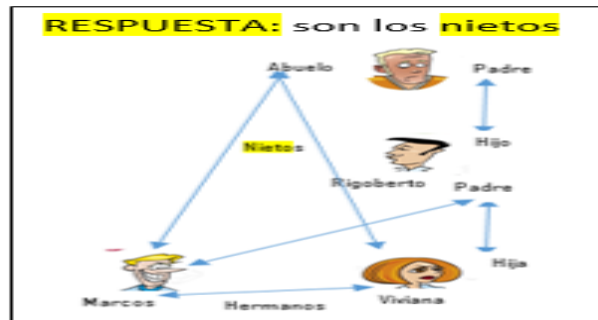 RESPUESTA: son los nietos
Abuelo Padre
Nietos Hijo
Rigoberto Padre
Hija
Marcos Hermanos Viviana